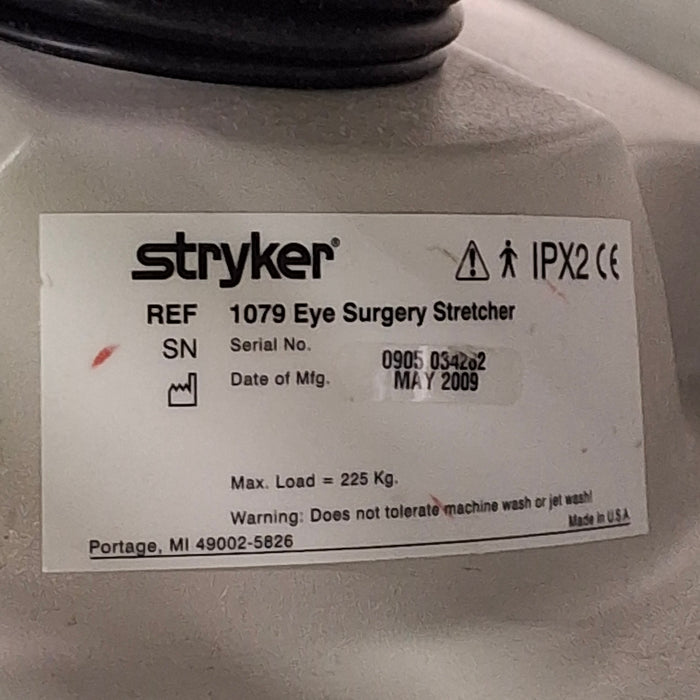 stryker®
IPX2 CE
REF 1079 Eye Surgery Stretcher
SN Serial No. 0905
Date of Mfg. MAY 2009
Max. Load = 225 Kg.
Warning: Does not tolerate machine wash or jet wash!
Made in U.S.A
Portage, MI 49002-5826